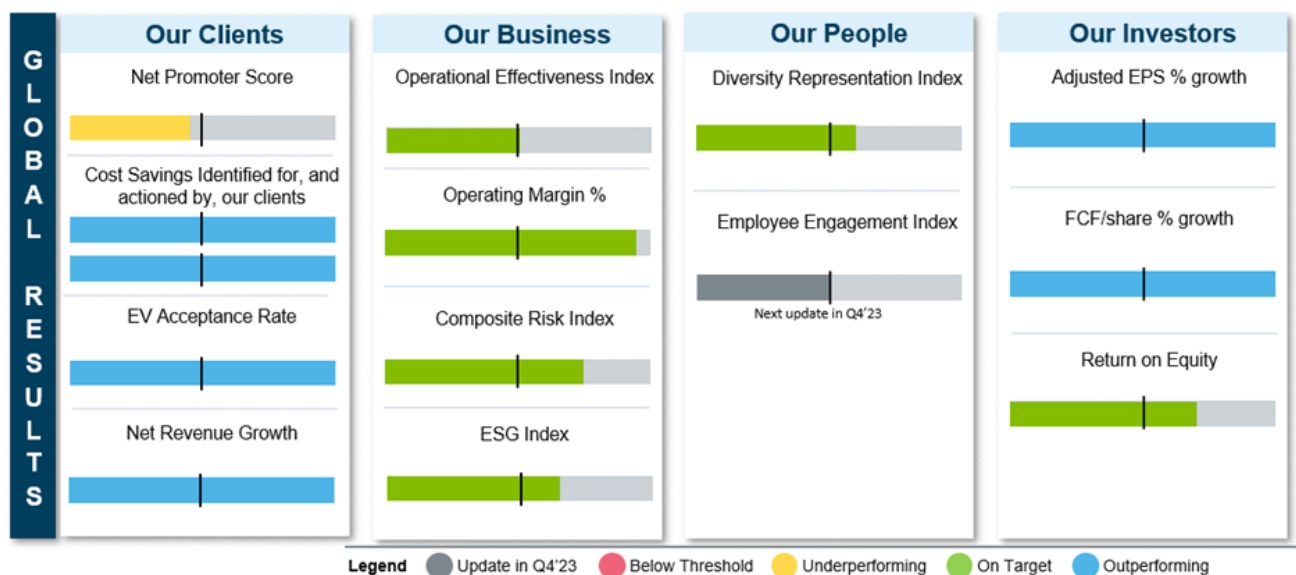 GLOBAL RESULTS
Our Clients
Net Promoter Score
Cost Savings Identified for, and
actioned by, our clients
EV Acceptance Rate
Net Revenue Growth
Our Business
Operational Effectiveness Index
Operating Margin %
Composite Risk Index
ESG Index
Our People
Diversity Representation Index
Employee Engagement Index
Next update in Q4'23
Our Investors
Adjusted EPS % growth
FCF/share % growth
Return on Equity
Legend Update in Q4'23 Below Threshold Underperforming On Target Outperforming